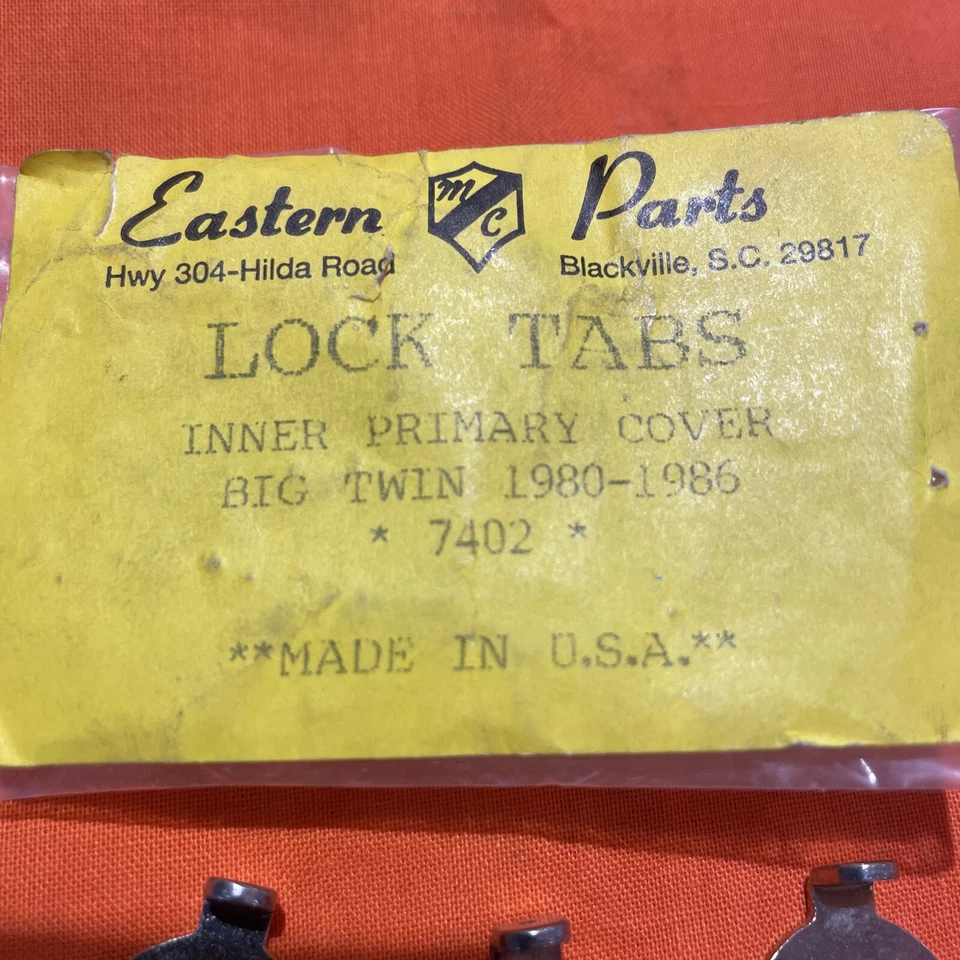 Eastern MC Parts
Hwy 304-Hilda Road Blackville, S.C. 29817
LOCK TABS
INNER PRIMARY COVER
BIG TWIN 1980-1986
* 7402 *
**MADE IN U.S.A.**